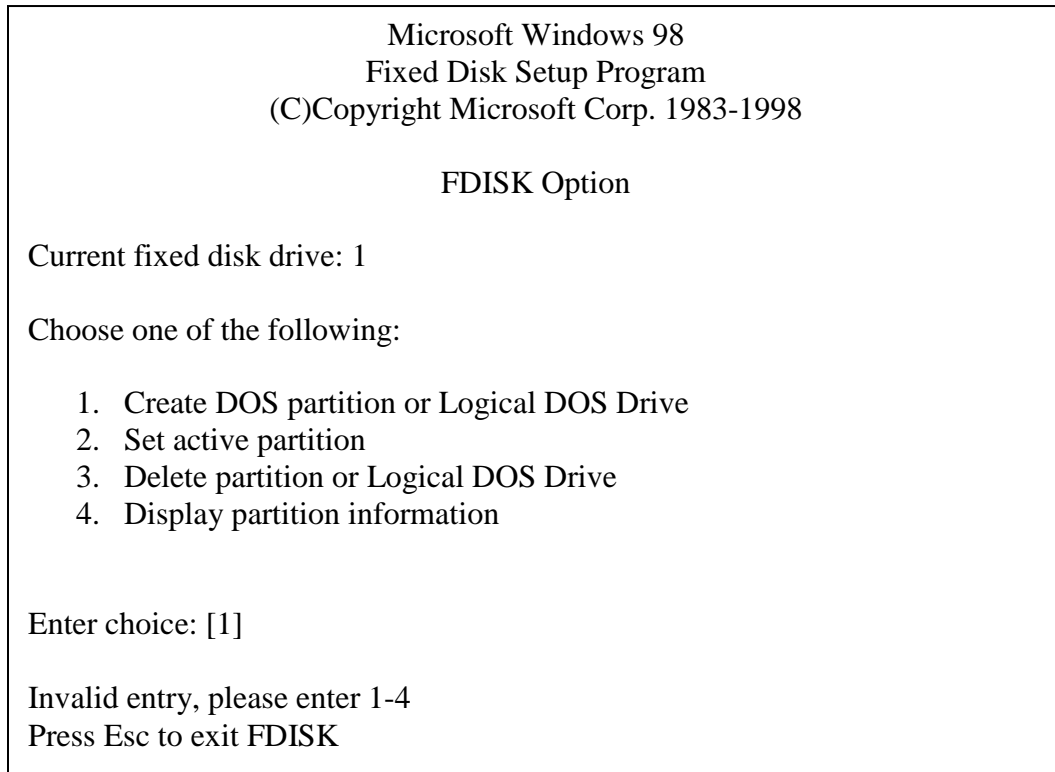 Microsoft Windows 98
Fixed Disk Setup Program
(C)Copyright Microsoft Corp. 1983-1998
FDISK Option
Current fixed disk drive: 1
Choose one of the following:
1. Create DOS partition or Logical DOS Drive
2. Set active partition
3. Delete partition or Logical DOS Drive
4. Display partition information
Enter choice: [1]
Invalid entry, please enter 1-4
Press Esc to exit FDISK